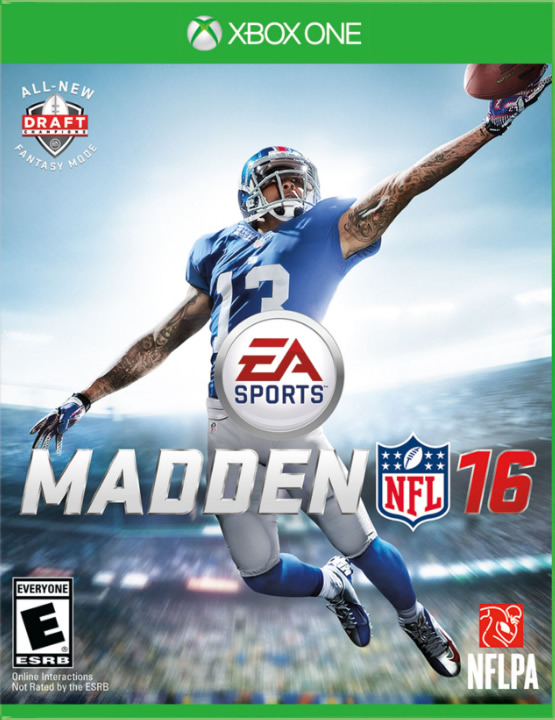 XBOX ONE
ALL-NEW
DRAFT
CHAMPIONS
FANTASY MODE
13
EA
SPORTS™
MADDEN NFL 16
EVERYONE
E
ESRB
Online Interactions
Not Rated by the ESRB
NFLPA